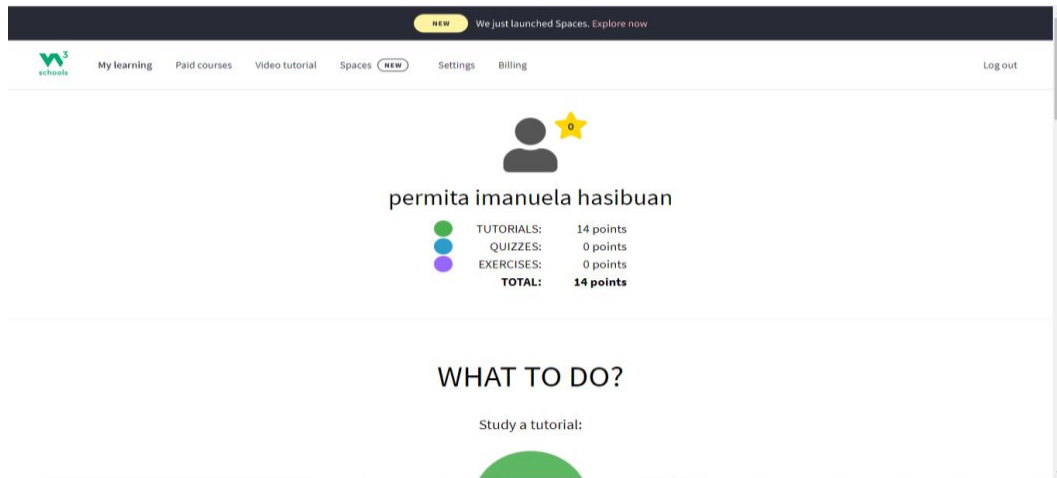 NEW We just launched Spaces. Explore now
W3 schools My learning Paid courses Video tutorial Spaces NEW Settings Billing Log out
0
permita imanuela hasibuan
TUTORIALS: 14 points
QUIZZES: 0 points
EXERCISES: 0 points
TOTAL: 14 points
WHAT TO DO?
Study a tutorial: